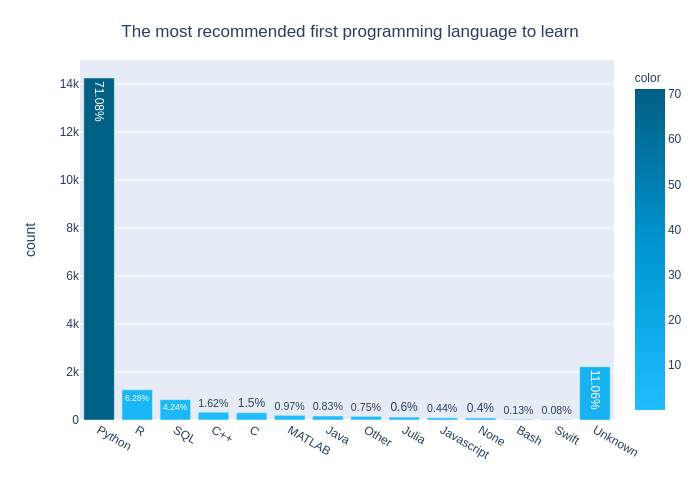 The most recommended first programming language to learn
count
14k
12k
10k
8k
6k
4k
2k
0
71.08%
6.28%
4.24%
1.62%
1.5%
0.97%
0.83%
0.75%
0.6%
0.44%
0.4%
0.13%
0.08%
11.06%
Python
R
SQL
C++
C
MATLAB
Java
Other
Julia
Javascript
None
Bash
Swift
Unknown
color
70
60
50
40
30
20
10